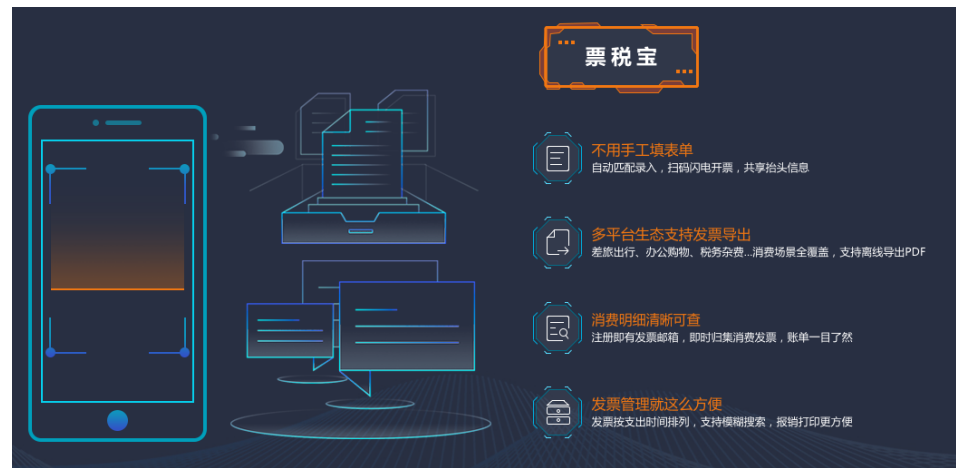 票税宝
不用手工填表单
自动匹配录入，扫码闪电开票，共享抬头信息
多平台生态支持发票导出
差旅出行、办公购物、税务杂费...消费场景全覆盖，支持离线导出PDF
消费明细清晰可查
注册即有发票邮箱，即时归集消费发票，账单一目了然
发票管理就这么方便
发票按支出时间排列，支持模糊搜索，报销打印更方便